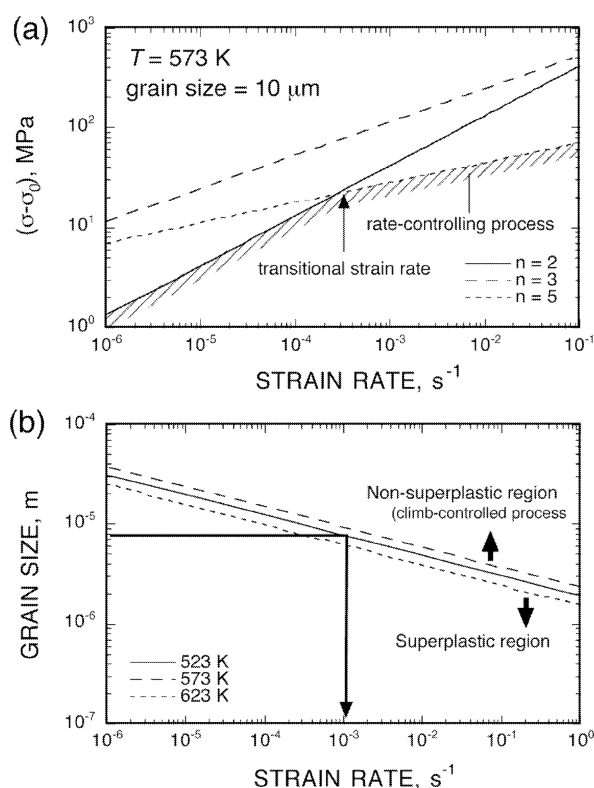 (a)
10^3
10^2
10^1
10^0
(σ-σ_0), MPa
T = 573 K
grain size = 10 μm
rate-controlling process
transitional strain rate
n = 2
n = 3
n = 5
10^-6
10^-5
10^-4
10^-3
10^-2
10^-1
STRAIN RATE, s^-1
(b)
10^-4
10^-5
10^-6
10^-7
GRAIN SIZE, m
Non-superplastic region
(climb-controlled process
Superplastic region
523 K
573 K
623 K
10^-6
10^-5
10^-4
10^-3
10^-2
10^-1
10^0
STRAIN RATE, s^-1